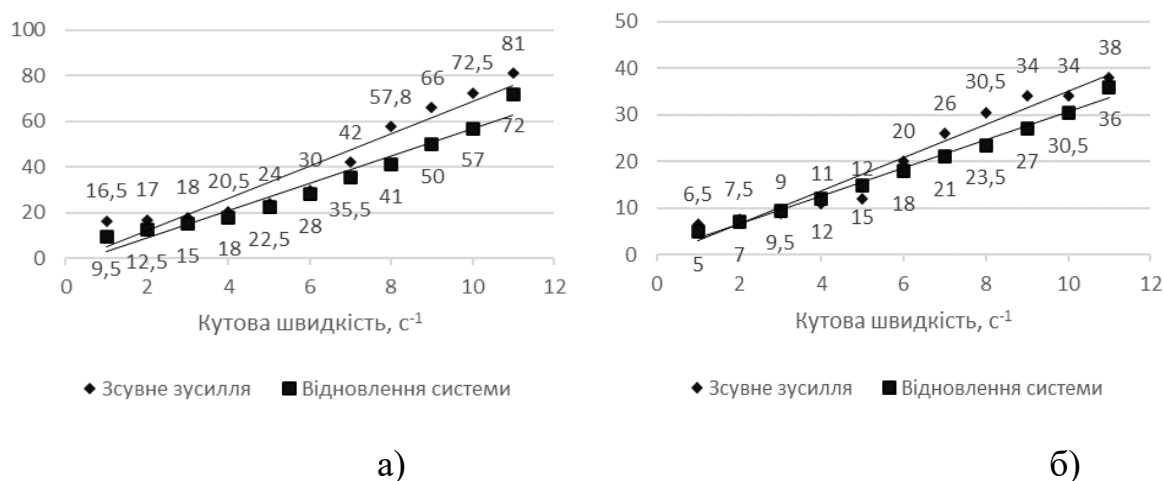 100
80
60
40
20
0
16,5 17 18 20,5 24 30 42 57,8 66 72,5 81
9,5 12,5 15 18 22,5 28 35,5 41 50 57 72
0 2 4 6 8 10 12
Кутова швидкість, с-1
◆ Зсувне зусилля ■ Відновлення системи
а)
50
40
30
20
10
0
6,5 7,5 9 11 12 20 26 30,5 34 34 38
5 7 9,5 12 15 18 21 23,5 27 30,5 36
0 2 4 6 8 10 12
Кутова швидкість, с-1
◆ Зсувне зусилля ■ Відновлення системи
б)